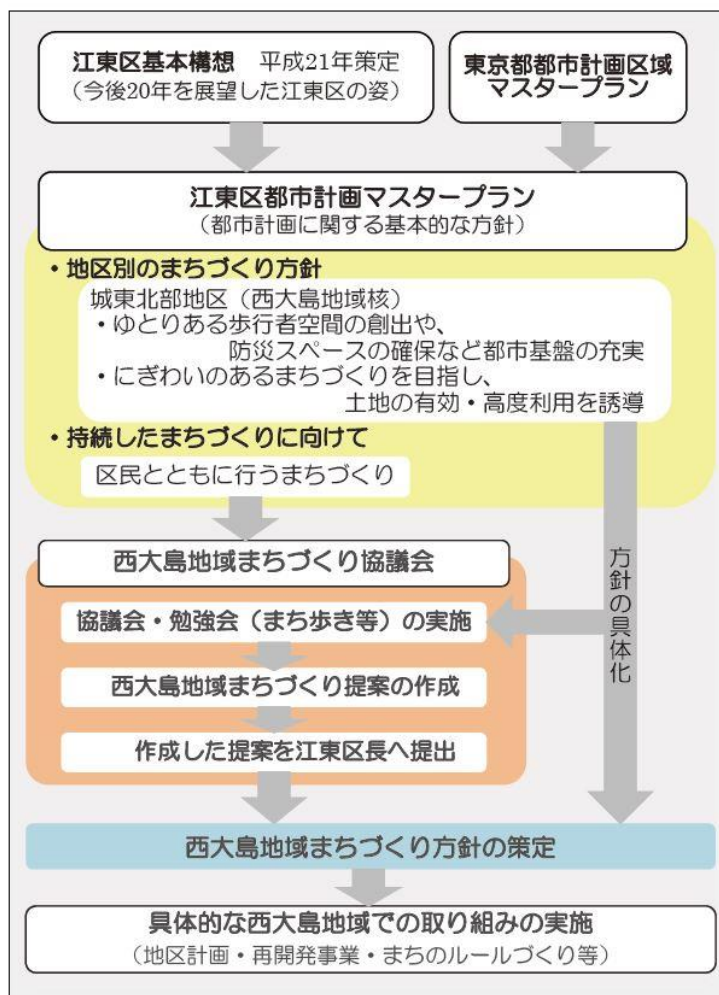 江東区基本構想　平成21年策定
（今後20年を展望した江東区の姿）
東京都都市計画区域
マスタープラン
江東区都市計画マスタープラン
（都市計画に関する基本的な方針）
・地区別のまちづくり方針
城東北部地区（西大島地域核）
・ゆとりある歩行者空間の創出や、
防災スペースの確保など都市基盤の充実
・にぎわいのあるまちづくりを目指し、
土地の有効・高度利用を誘導
・持続したまちづくりに向けて
区民とともに行うまちづくり
西大島地域まちづくり協議会
協議会・勉強会（まち歩き等）の実施
西大島地域まちづくり提案の作成
作成した提案を江東区長へ提出
方針の具体化
西大島地域まちづくり方針の策定
具体的な西大島地域での取り組みの実施
（地区計画・再開発事業・まちのルールづくり等）